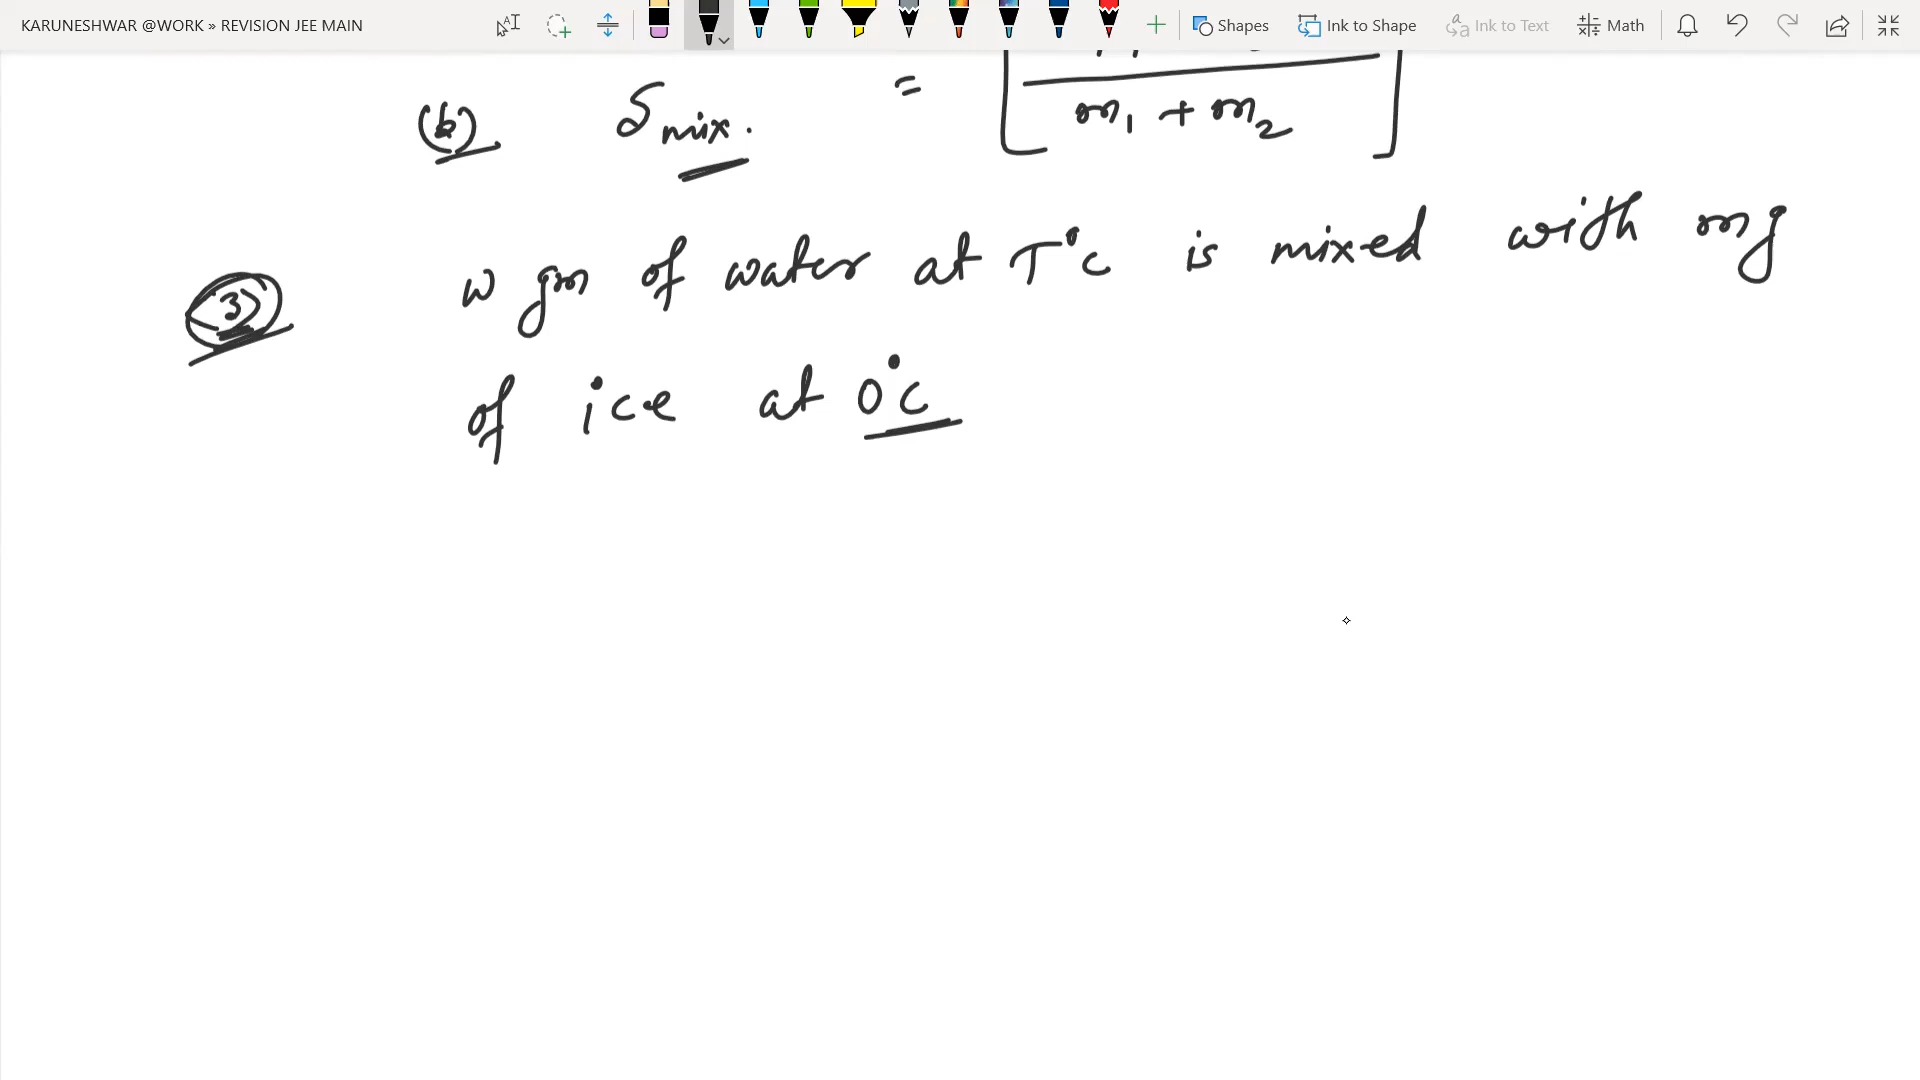 KARUNESHWAR @WORK » REVISION JEE MAIN Shapes Ink to Shape Ink to Text Math
(b) S mix. =
m₁ + m₂
(3) w gm of water at T°C is mixed with mg
of ice at 0°C